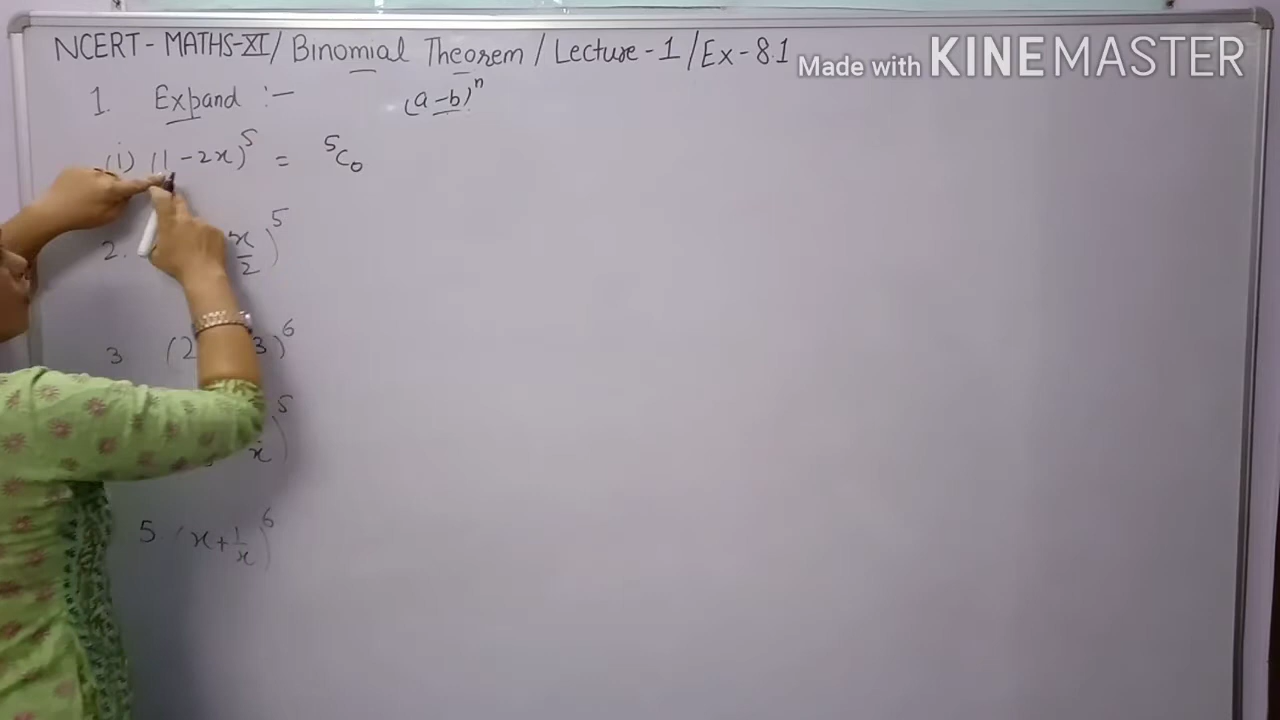 NCERT - MATHS-XI / Binomial Theorem / Lecture - 1 / Ex - 8.1
Made with KINEMASTER
1. Expand :- (a-b)^n
(i) (1-2x)^5 = ^5C_0
2. x/2)^5
3 (2 3)^6
x)^5
5 (x+1/x)^6